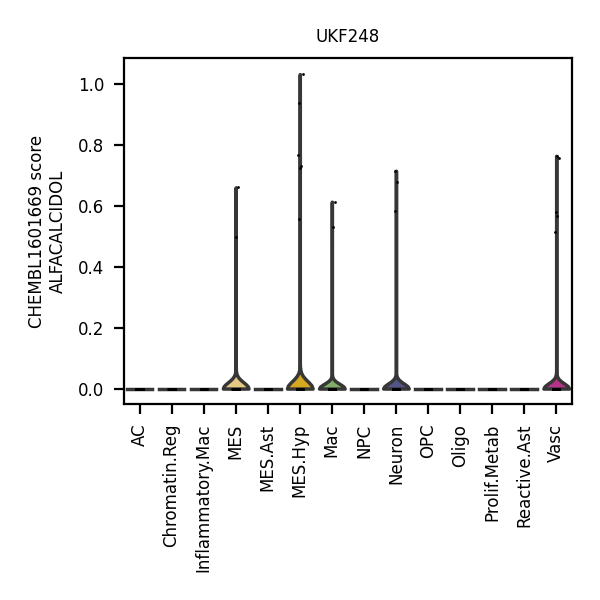 UKF248
CHEMBL1601669 score
ALFACALCIDOL
1.0
0.8
0.6
0.4
0.2
0.0
AC
Chromatin.Reg
Inflammatory.Mac
MES
MES.Ast
MES.Hyp
Mac
NPC
Neuron
OPC
Oligo
Prolif.Metab
Reactive.Ast
Vasc